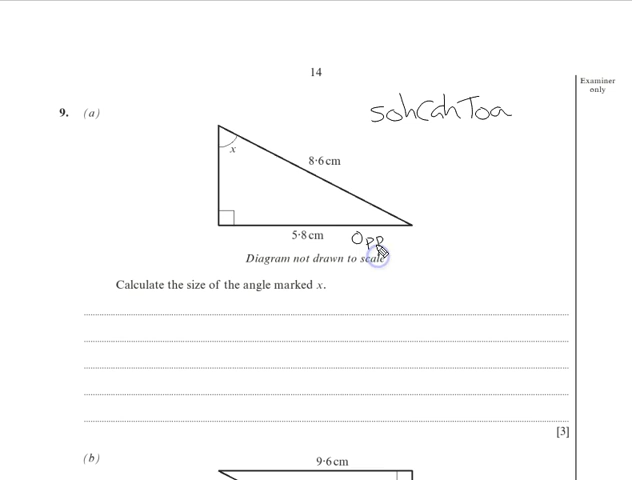 14
Examiner
only
9. (a)
sohCahToa
x
8·6 cm
5·8 cm
Opp
Diagram not drawn to scale
Calculate the size of the angle marked x.
[3]
(b)
9·6 cm